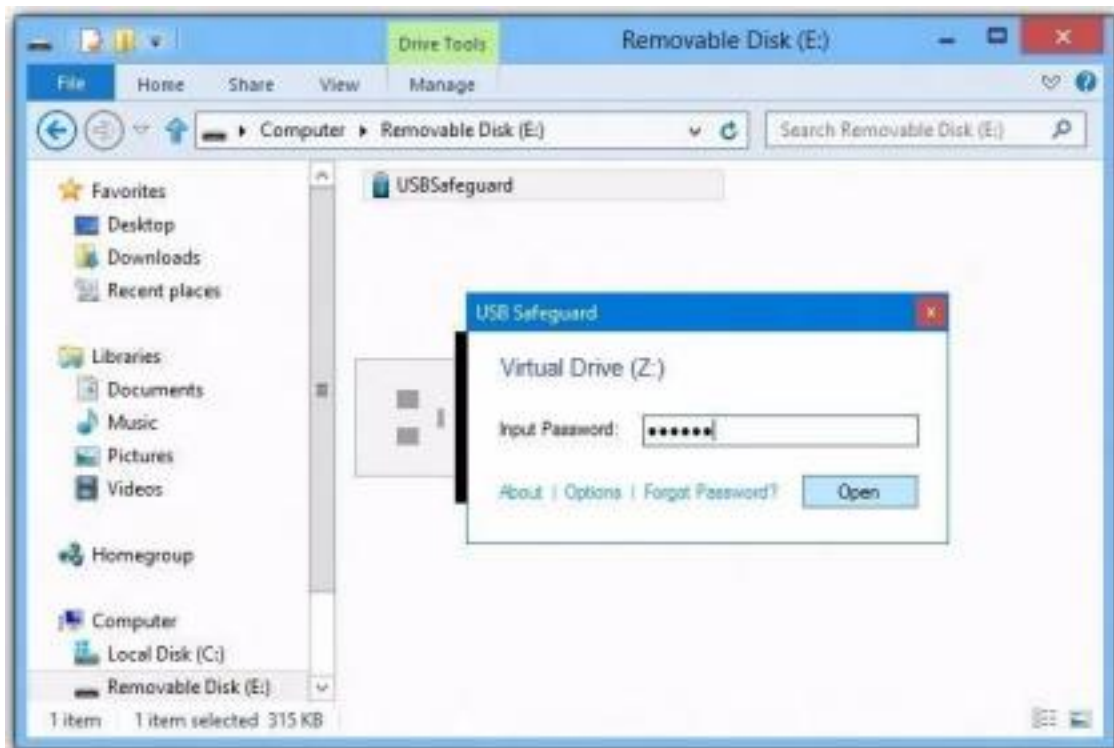 Drive Tools
Removable Disk (E:)
File Home Share View Manage
Computer Removable Disk (E:)
Search Removable Disk (E:)
Favorites
Desktop
Downloads
Recent places
Libraries
Documents
Music
Pictures
Videos
Homegroup
Computer
Local Disk (C:)
Removable Disk (E:)
USBSafeguard
USB Safeguard
Virtual Drive (Z:)
Input Password: ••••••
About | Options | Forgot Password?
Open
1 item 1 item selected 315 KB